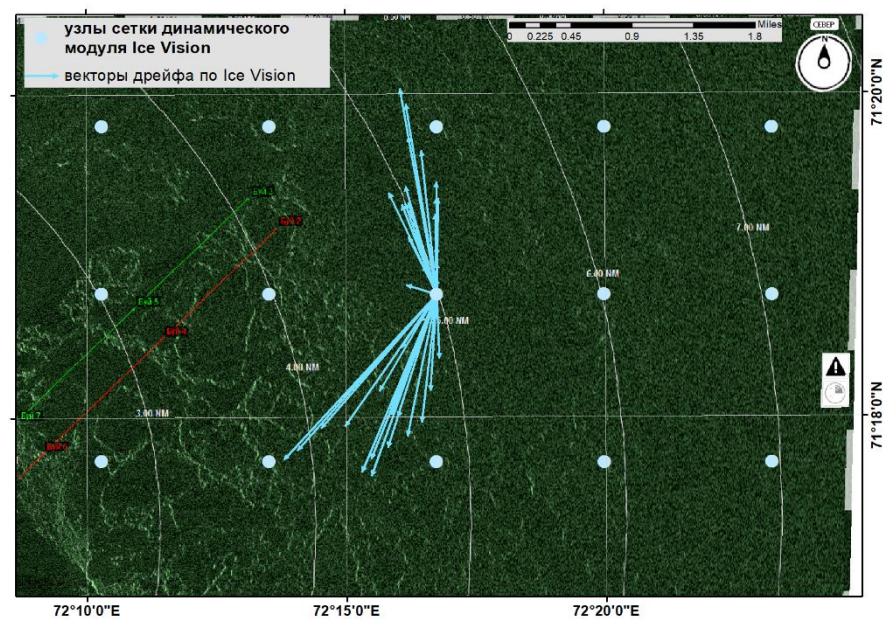 узлы сетки динамического
модуля Ice Vision
векторы дрейфа по Ice Vision
Miles
0 0.225 0.45 0.9 1.35 1.8
СЕВЕР
N
71°20'0"N
7.00 NM
6.00 NM
5.00 NM
4.00 NM
3.00 NM
71°18'0"N
72°10'0"E 72°15'0"E 72°20'0"E